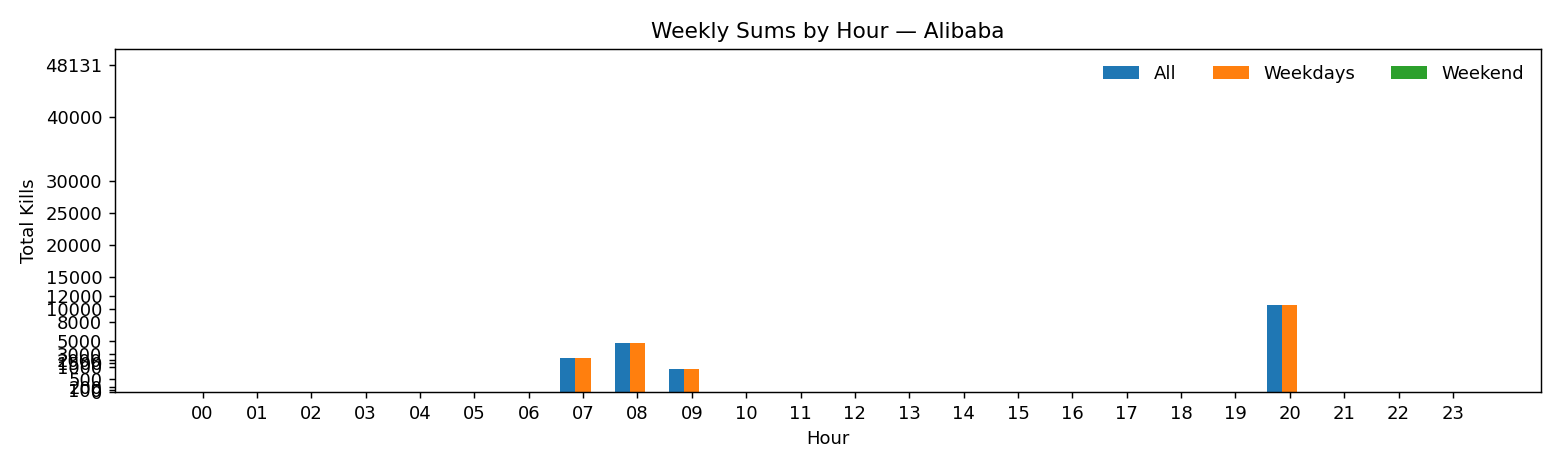 Weekly Sums by Hour — Alibaba
All Weekdays Weekend
48131
40000
30000
25000
20000
15000
12000
10000
8000
5000
3000
1000
500
Total Kills
00 01 02 03 04 05 06 07 08 09 10 11 12 13 14 15 16 17 18 19 20 21 22 23
Hour